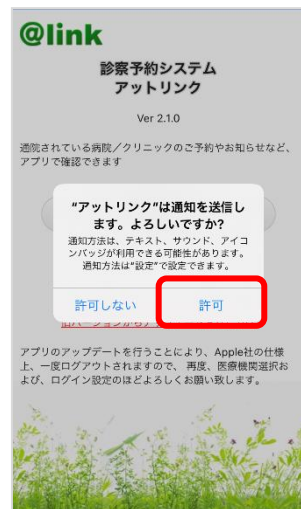 @link
診察予約システム
アットリンク
Ver 2.1.0
通院されている病院／クリニックのご予約やお知らせなど、
アプリで確認できます
"アットリンク"は通知を送信し
ます。よろしいですか?
通知方法は、テキスト、サウンド、アイコ
ンバッジが利用できる可能性があります。
通知方法は"設定"で設定できます。
許可しない
許可
旧バージョンから
アプリのアップデートを行うことにより、Apple社の仕様
上、一度ログアウトされますので、 再度、医療機関選択お
よび、ログイン設定のほどよろしくお願い致します。